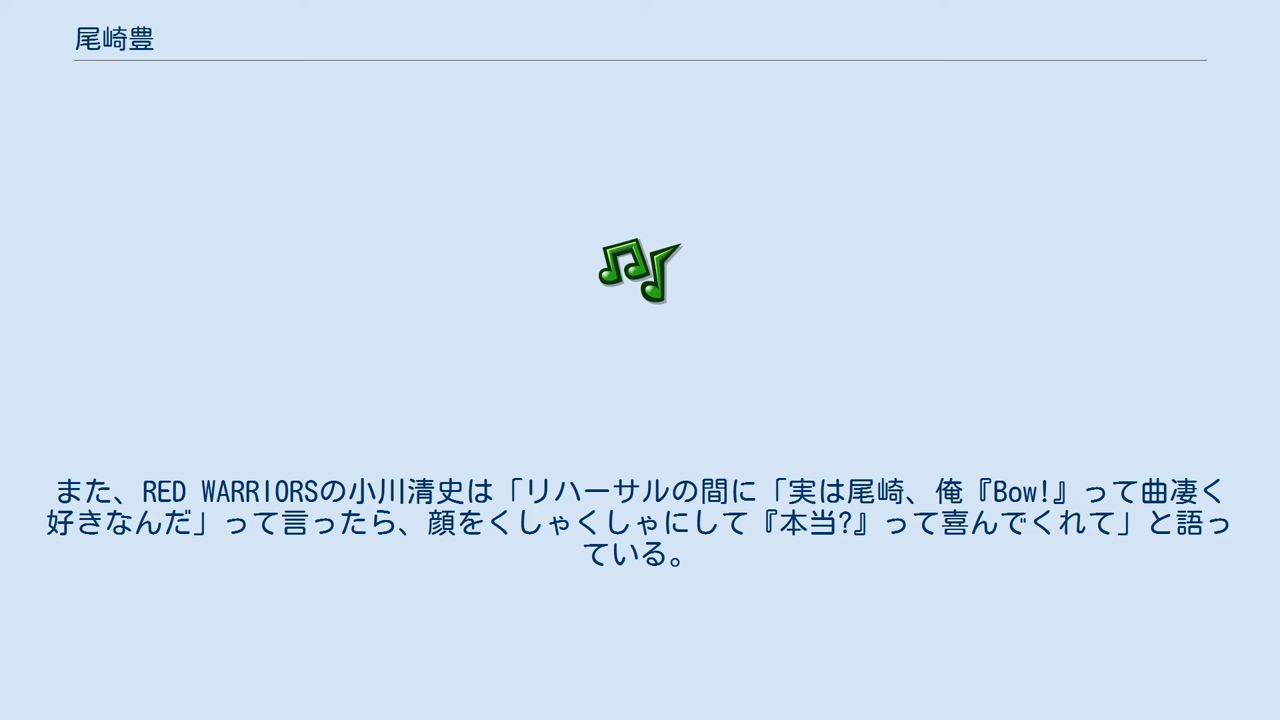 尾崎豊
また、RED WARRIORSの小川清史は「リハーサルの間に「実は尾崎、俺『Bow!』って曲凄く
好きなんだ」って言ったら、顔をくしゃくしゃにして『本当?』って喜んでくれて」と語っ
ている。